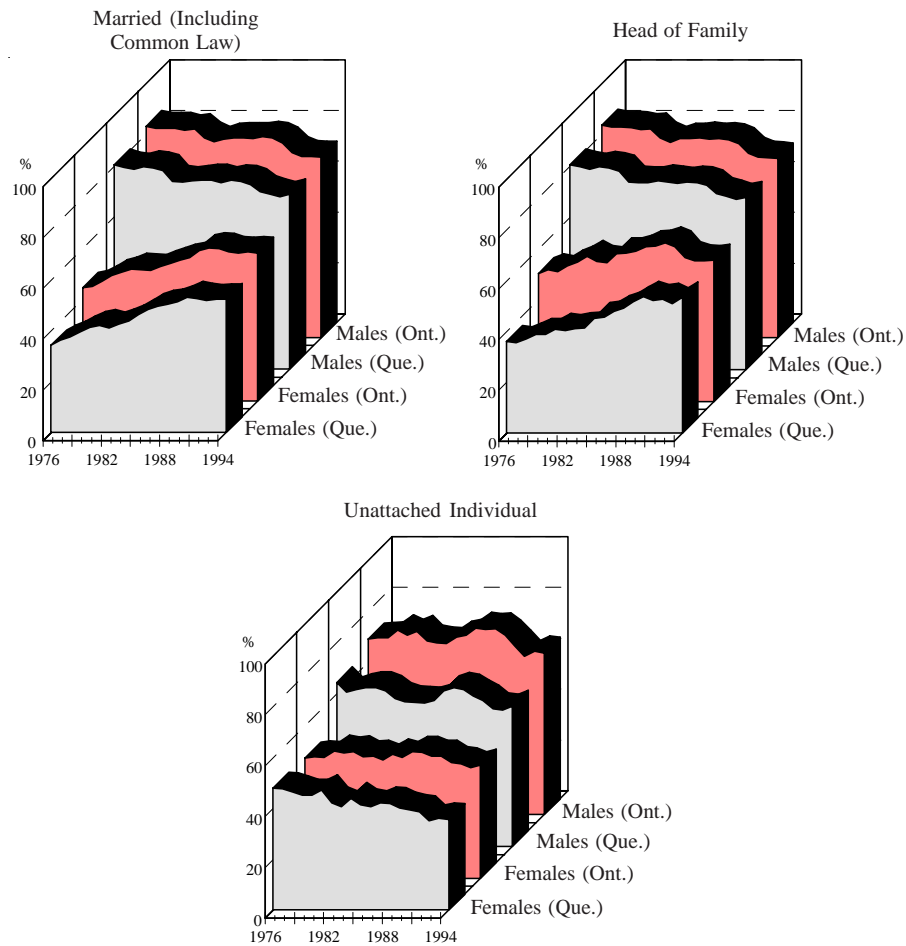 Married (Including
Common Law)
%
100
80
60
40
20
0
1976 1982 1988 1994
Males (Ont.)
Males (Que.)
Females (Ont.)
Females (Que.)
Head of Family
%
100
80
60
40
20
0
1976 1982 1988 1994
Males (Ont.)
Males (Que.)
Females (Ont.)
Females (Que.)
Unattached Individual
%
100
80
60
40
20
0
1976 1982 1988 1994
Males (Ont.)
Males (Que.)
Females (Ont.)
Females (Que.)